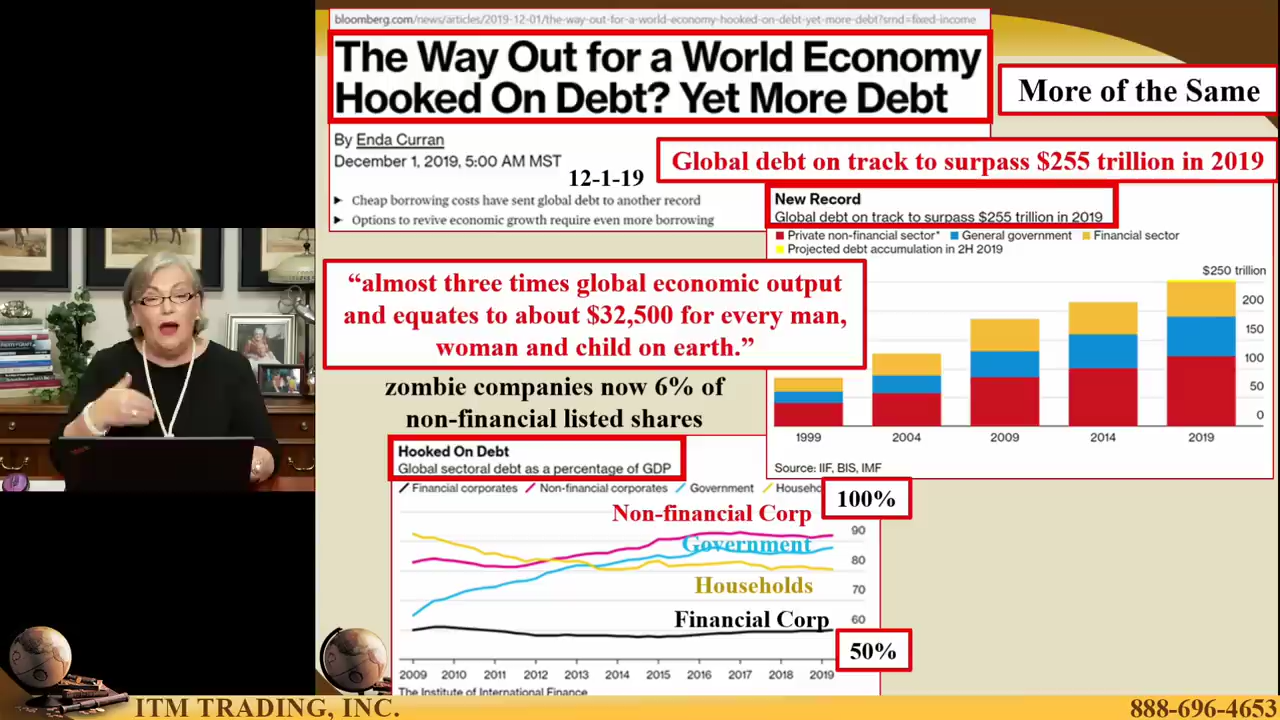 bloomberg.com/news/articles/2019-12-01/the-way-out-for-a-world-economy-hooked-on-debt-yet-more-debt?srnd=fixed-income
The Way Out for a World Economy
Hooked On Debt? Yet More Debt
More of the Same
By Enda Curran
December 1, 2019, 5:00 AM MST
12-1-19
Global debt on track to surpass $255 trillion in 2019
Cheap borrowing costs have sent global debt to another record
Options to revive economic growth require even more borrowing
New Record
Global debt on track to surpass $255 trillion in 2019
Private non-financial sector* General government Financial sector
Projected debt accumulation in 2H 2019
$250 trillion
200
150
100
50
0
1999 2004 2009 2014 2019
Source: IIF, BIS, IMF
“almost three times global economic output
and equates to about $32,500 for every man,
woman and child on earth.”
zombie companies now 6% of
non-financial listed shares
Hooked On Debt
Global sectoral debt as a percentage of GDP
Financial corporates Non-financial corporates Government Househo
100%
Non-financial Corp
90
Government
80
Households
70
Financial Corp
60
50%
2009 2010 2011 2012 2013 2014 2015 2016 2017 2018 2019
The Institute of International Finance
ITM TRADING, INC.
888-696-4653